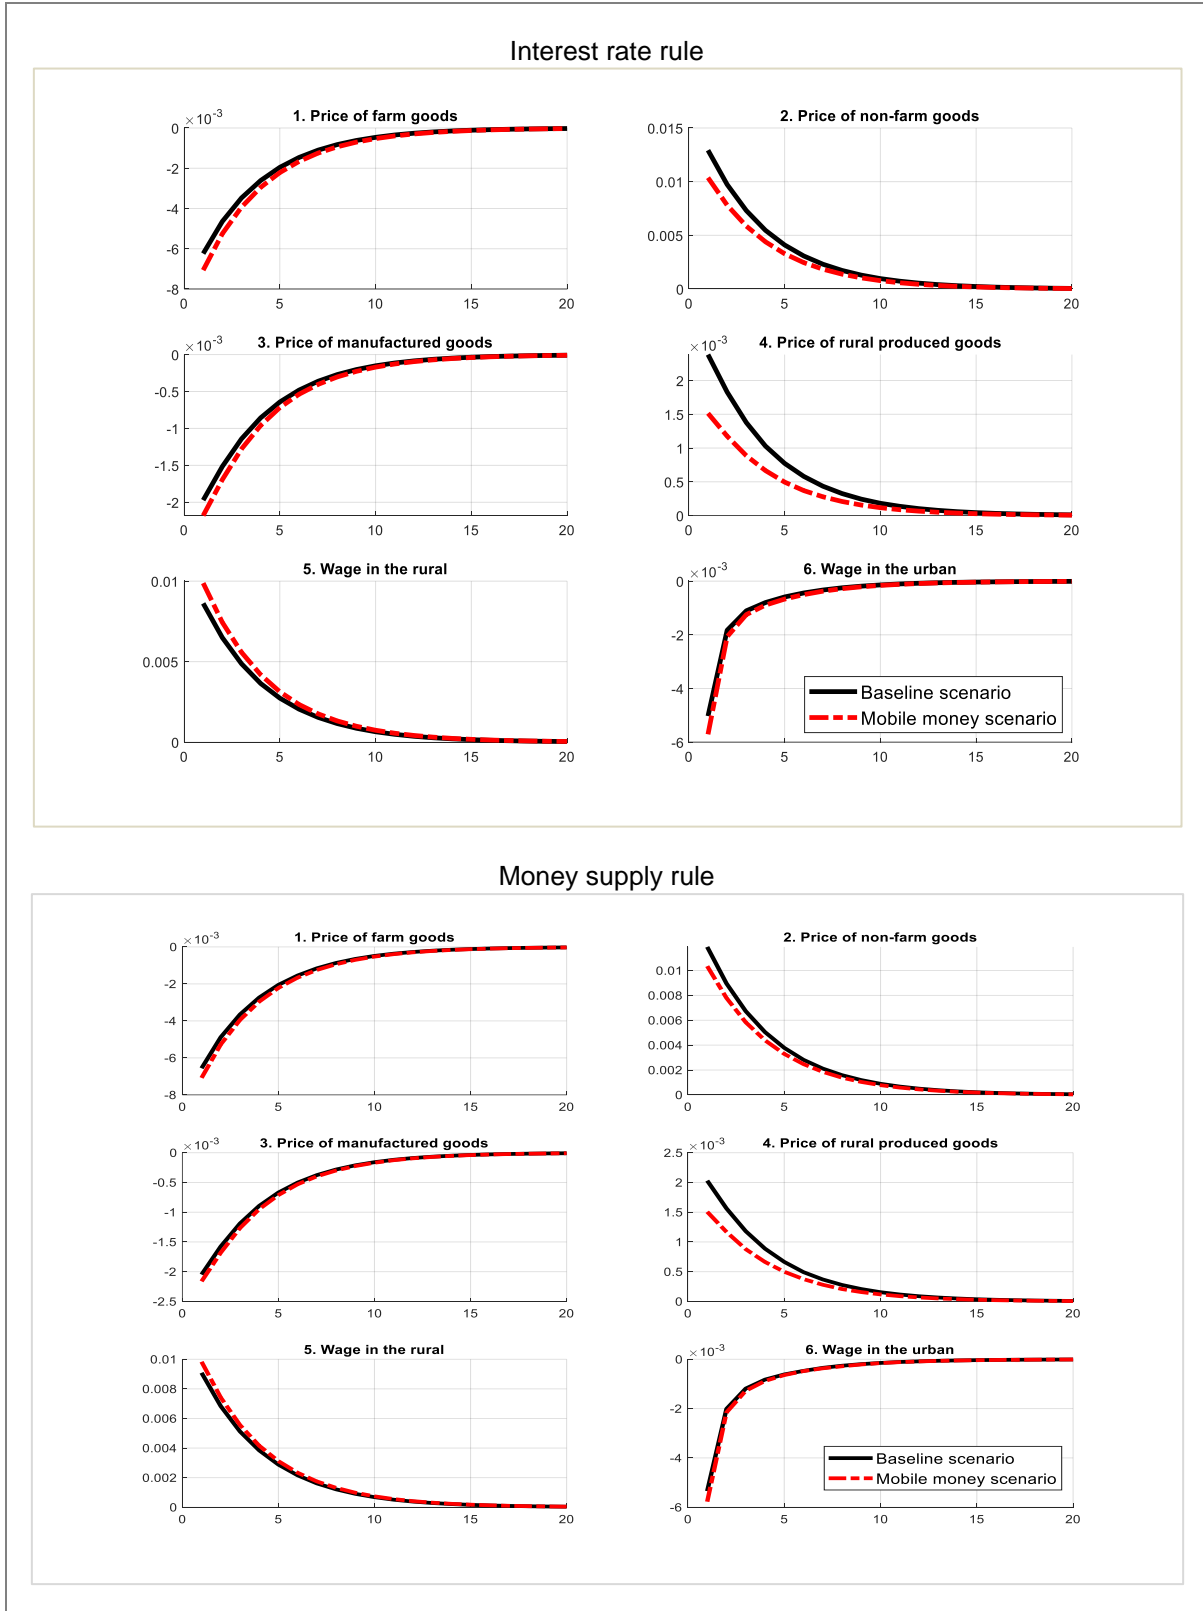 Interest rate rule
×10⁻³
1. Price of farm goods
0
-2
-4
-6
-8
0 5 10 15 20
2. Price of non-farm goods
0.015
0.01
0.005
0
0 5 10 15 20
×10⁻³
3. Price of manufactured goods
0
-0.5
-1
-1.5
-2
0 5 10 15 20
×10⁻³
4. Price of rural produced goods
2
1.5
1
0.5
0
0 5 10 15 20
5. Wage in the rural
0.01
0.005
0
0 5 10 15 20
×10⁻³
6. Wage in the urban
0
-2
-4
-6
Baseline scenario
Mobile money scenario
0 5 10 15 20
Money supply rule
×10⁻³
1. Price of farm goods
0
-2
-4
-6
-8
0 5 10 15 20
2. Price of non-farm goods
0.01
0.008
0.006
0.004
0.002
0
0 5 10 15 20
×10⁻³
3. Price of manufactured goods
0
-0.5
-1
-1.5
-2
-2.5
0 5 10 15 20
×10⁻³
4. Price of rural produced goods
2.5
2
1.5
1
0.5
0
0 5 10 15 20
5. Wage in the rural
0.01
0.008
0.006
0.004
0.002
0
0 5 10 15 20
×10⁻³
6. Wage in the urban
0
-2
-4
-6
Baseline scenario
Mobile money scenario
0 5 10 15 20